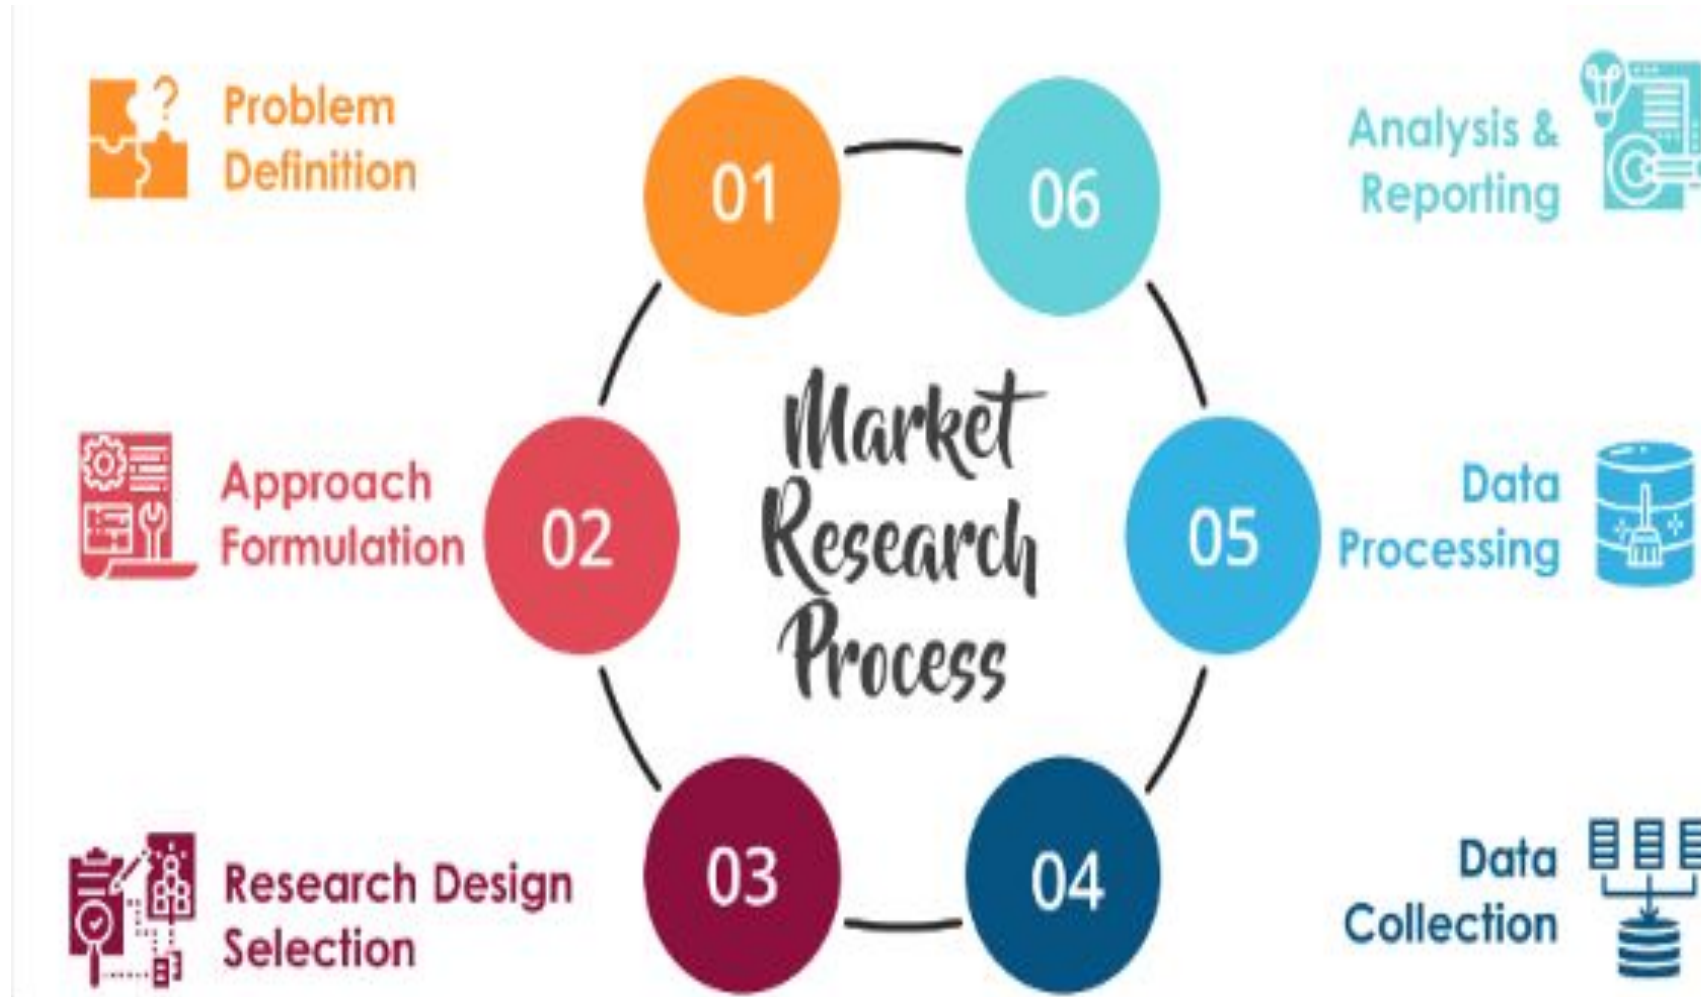 Problem
Definition
01
06
Analysis &
Reporting
Market
Research
Process
Approach
Formulation
02
05
Data
Processing
Research Design
Selection
03
04
Data
Collection